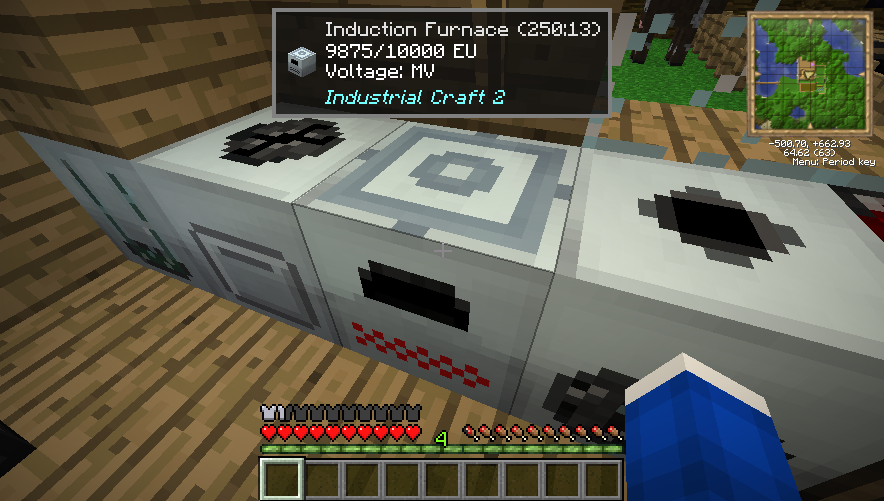 Induction Furnace (250:13)
9875/10000 EU
Voltage: MV
Industrial Craft 2
-500.70, +662.93
64.62 (63)
Menu: Period key
4